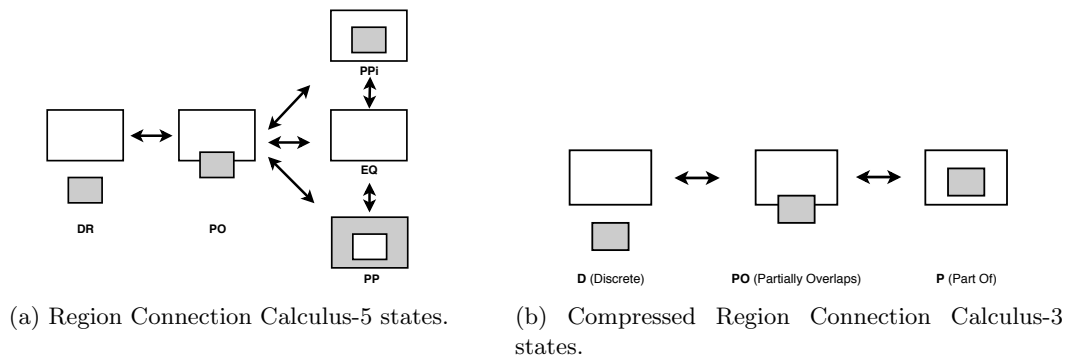 PPi
EQ
DR PO
PP
D (Discrete) PO (Partially Overlaps) P (Part Of)
(a) Region Connection Calculus-5 states.
(b) Compressed Region Connection Calculus-3
states.